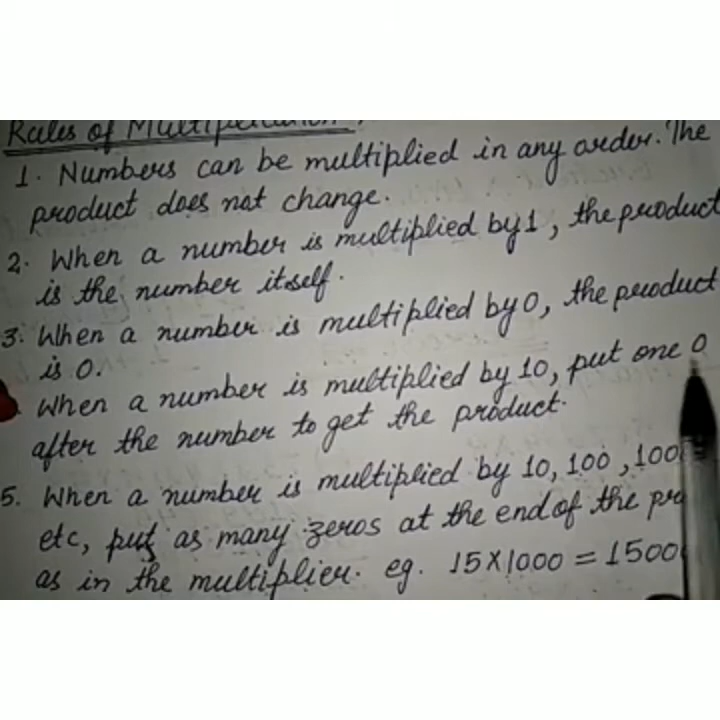 Rules of Multiplication
1. Numbers can be multiplied in any order. The
product does not change.
2. When a number is multiplied by 1, the product
is the number itself.
3. When a number is multiplied by 0, the product
is 0.
When a number is multiplied by 10, put one 0
after the number to get the product.
5. When a number is multiplied by 10, 100, 100
etc, put as many zeros at the end of the
as in the multiplier. eg. 15X1000 = 1500